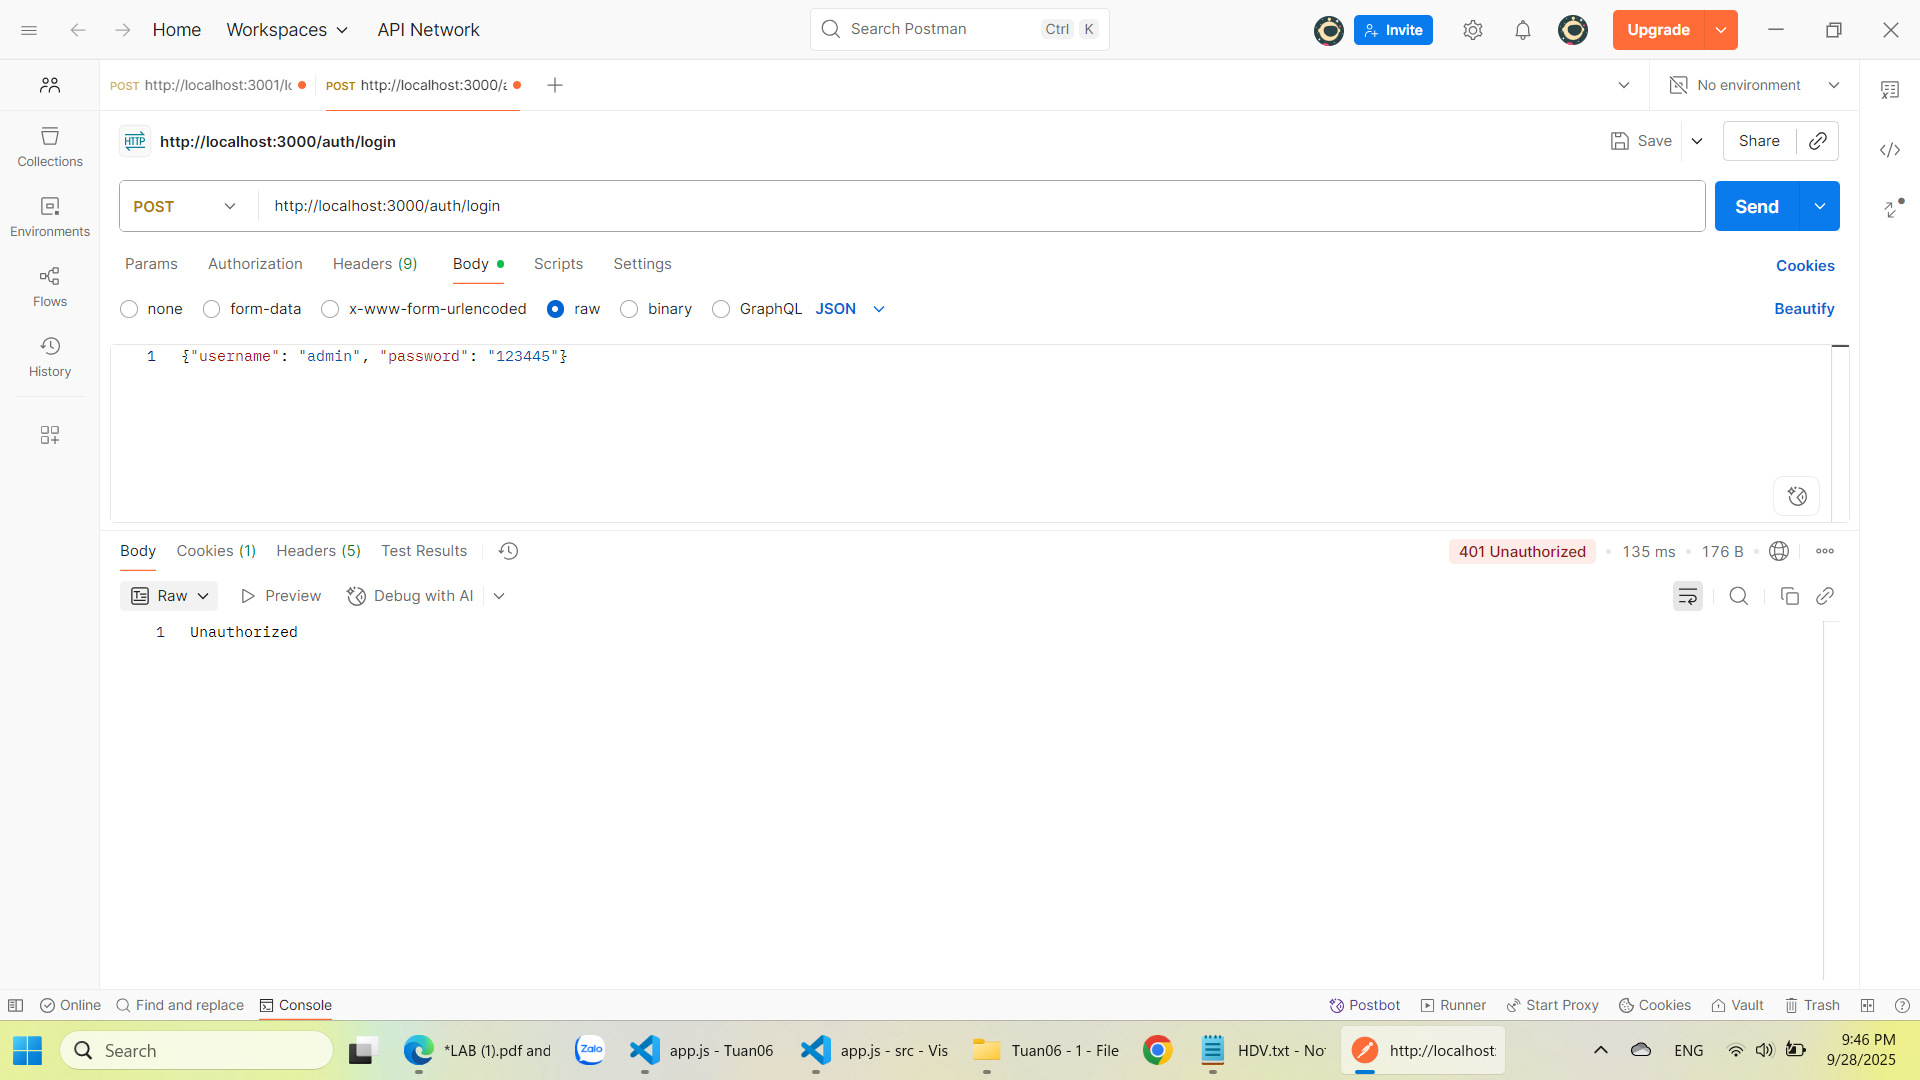 Home Workspaces API Network Search Postman Ctrl K Invite Upgrade
POST http://localhost:3001/l POST http://localhost:3000/a No environment
HTTP http://localhost:3000/auth/login Save Share
POST http://localhost:3000/auth/login Send
Collections
Environments
Flows
History
Params Authorization Headers (9) Body Scripts Settings Cookies
none form-data x-www-form-urlencoded raw binary GraphQL JSON Beautify
1 {"username": "admin", "password": "123445"}
Body Cookies (1) Headers (5) Test Results 401 Unauthorized 135 ms 176 B
Raw Preview Debug with AI
1 Unauthorized
Online Find and replace Console Postbot Runner Start Proxy Cookies Vault Trash
Search *LAB (1).pdf and Zalo app.js - Tuan06 app.js - src - Vis Tuan06 - 1 - File HDV.txt - No http://localhost: ENG 9:46 PM
9/28/2025